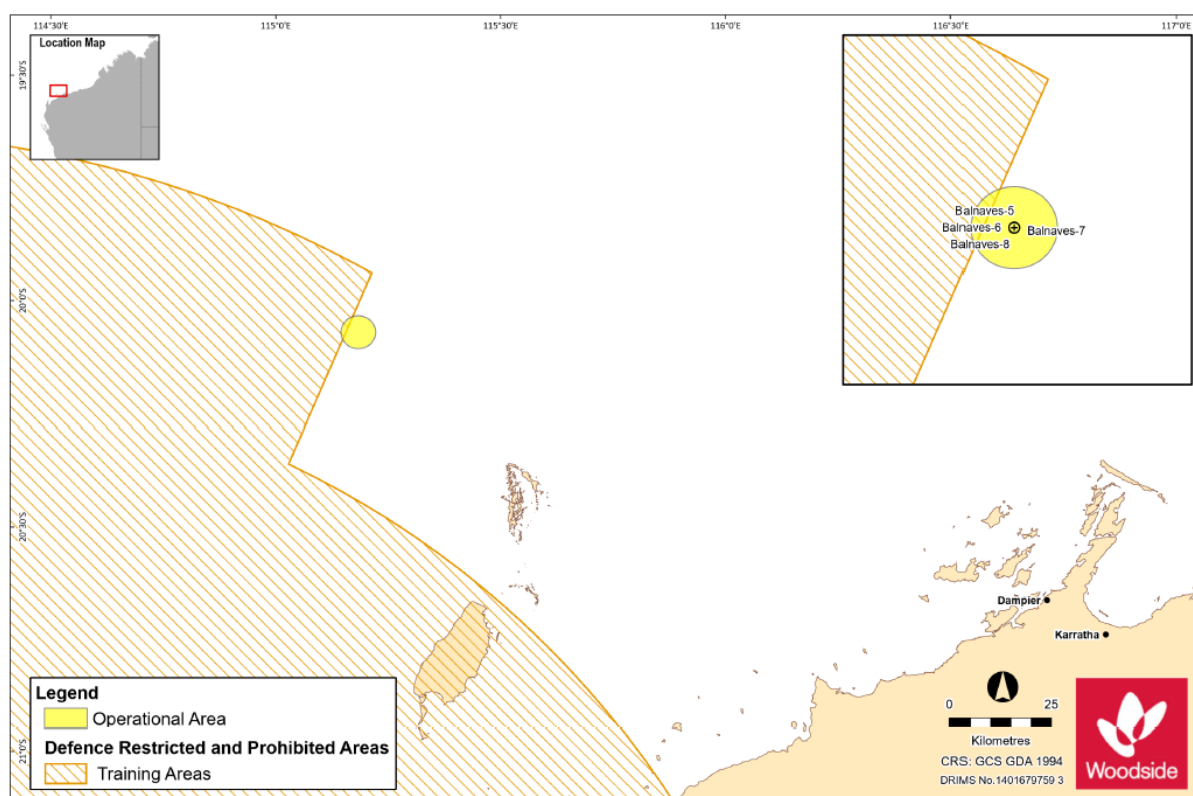 114°30'E
115°0'E
115°30'E
116°0'E
116°30'E
117°0'E
19°30'S
20°0'S
20°30'S
21°0'S
Location Map
Balnaves-5
Balnaves-6
Balnaves-7
Balnaves-8
Dampier
Karratha
Legend
Operational Area
Defence Restricted and Prohibited Areas
Training Areas
0 25
Kilometres
CRS: GCS GDA 1994
DRIMS No.1401679759 3
Woodside